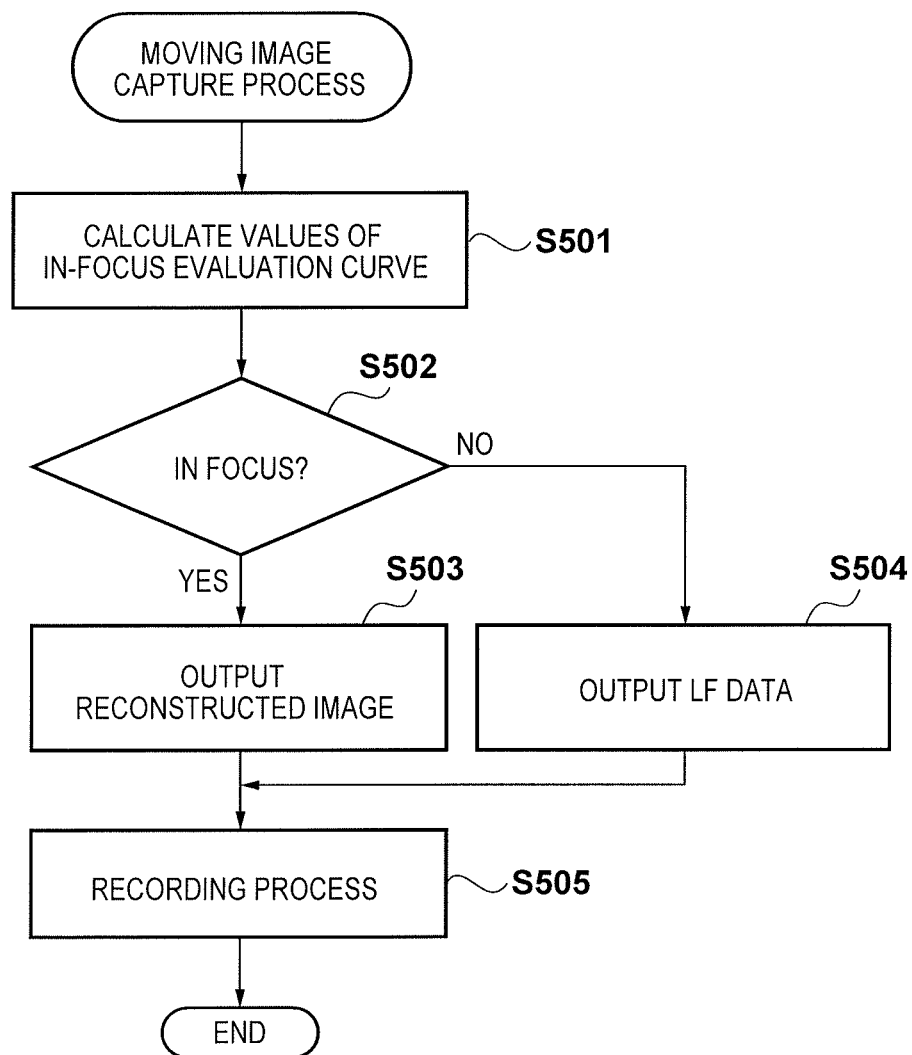 MOVING IMAGE
CAPTURE PROCESS
CALCULATE VALUES OF
IN-FOCUS EVALUATION CURVE
S501
S502
IN FOCUS?
NO
YES
S503
S504
OUTPUT
RECONSTRUCTED IMAGE
OUTPUT LF DATA
RECORDING PROCESS
S505
END